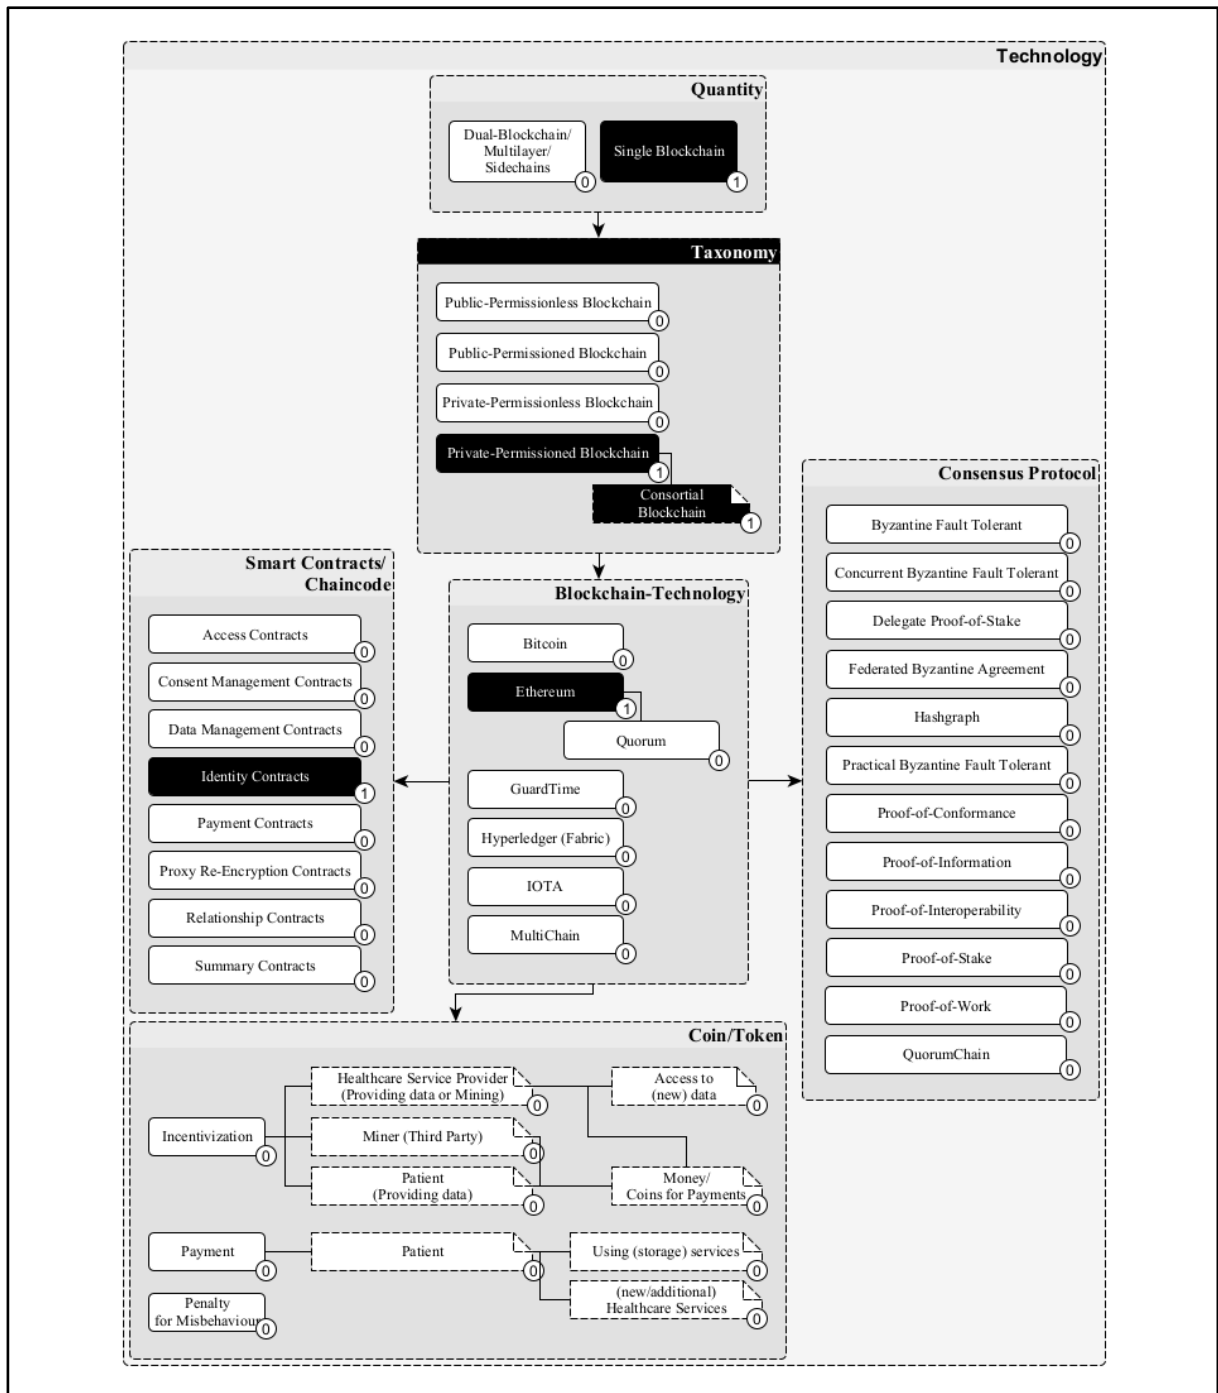 Technology
Quantity
Dual-Blockchain/
Multilayer/
Sidechains
0
Single Blockchain
1
Taxonomy
Public-Permissionless Blockchain
0
Public-Permissioned Blockchain
0
Private-Permissionless Blockchain
0
Private-Permissioned Blockchain
1
Consortial
Blockchain
1
Smart Contracts/
Chaincode
Access Contracts
0
Consent Management Contracts
0
Data Management Contracts
0
Identity Contracts
1
Payment Contracts
0
Proxy Re-Encryption Contracts
0
Relationship Contracts
0
Summary Contracts
0
Blockchain-Technology
Bitcoin
0
Ethereum
1
Quorum
0
GuardTime
0
Hyperledger (Fabric)
0
IOTA
0
MultiChain
0
Consensus Protocol
Byzantine Fault Tolerant
0
Concurrent Byzantine Fault Tolerant
0
Delegate Proof-of-Stake
0
Federated Byzantine Agreement
0
Hashgraph
0
Practical Byzantine Fault Tolerant
0
Proof-of-Conformance
0
Proof-of-Information
0
Proof-of-Interoperability
0
Proof-of-Stake
0
Proof-of-Work
0
QuorumChain
0
Coin/Token
Incentivization
0
Healthcare Service Provider
(Providing data or Mining)
0
Access to
(new) data
0
Miner (Third Party)
0
Patient
(Providing data)
0
Money/
Coins for Payments
0
Payment
0
Patient
0
Using (storage) services
0
(new/additional)
Healthcare Services
0
Penalty
for Misbehaviour
0